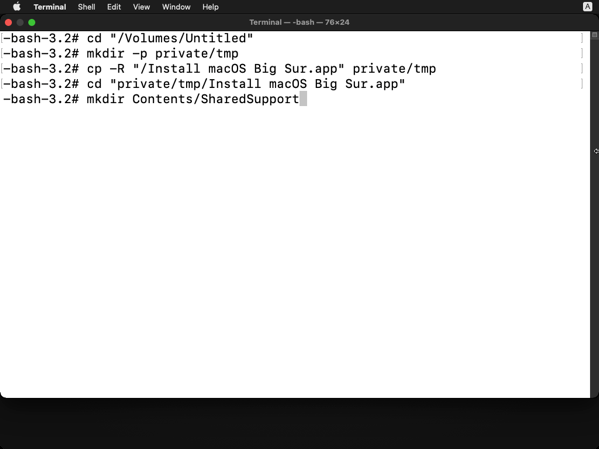 Terminal Shell Edit View Window Help A
Terminal — -bash — 76×24
-bash-3.2# cd "/Volumes/Untitled"
-bash-3.2# mkdir -p private/tmp
-bash-3.2# cp -R "/Install macOS Big Sur.app" private/tmp
-bash-3.2# cd "private/tmp/Install macOS Big Sur.app"
-bash-3.2# mkdir Contents/SharedSupport